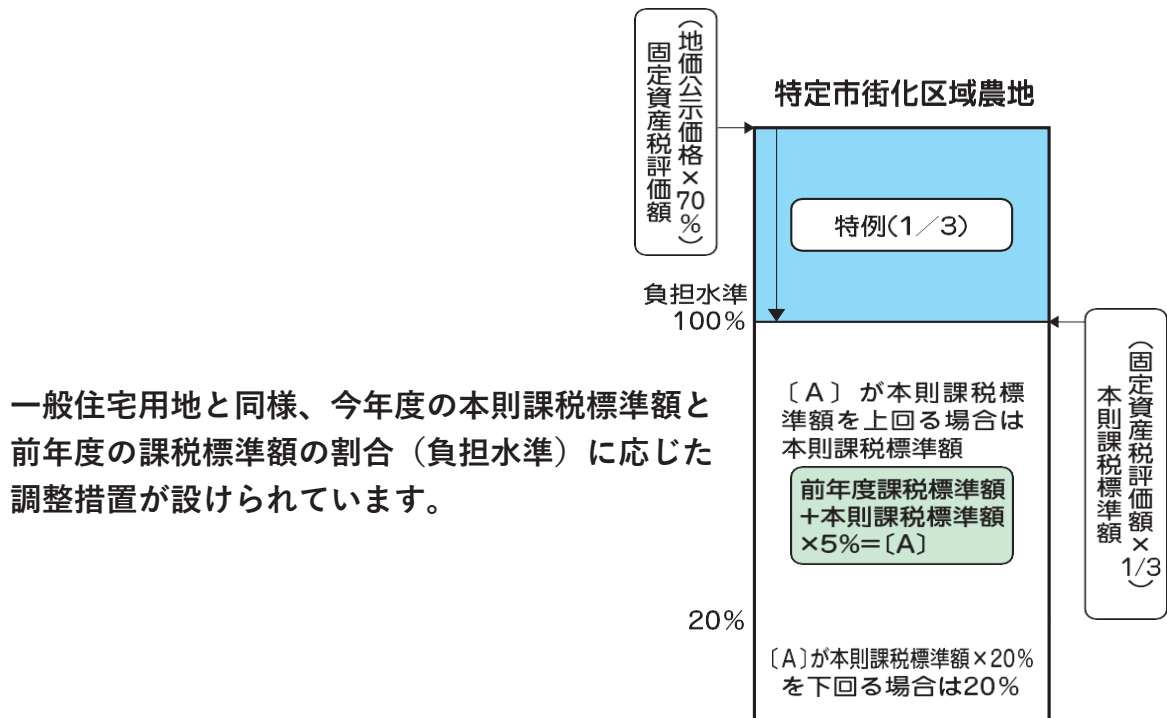 特定市街化区域農地
固定資産税評価額
（地価公示価格×70％）
特例（1／3）
負担水準
100％
本則課税標準額
（固定資産税評価額×1/3）
一般住宅用地と同様、今年度の本則課税標準額と
前年度の課税標準額の割合（負担水準）に応じた
調整措置が設けられています。
〔A〕が本則課税標
準額を上回る場合は
本則課税標準額
前年度課税標準額
＋本則課税標準額
×5％＝〔A〕
20％
〔A〕が本則課税標準額×20％
を下回る場合は20％